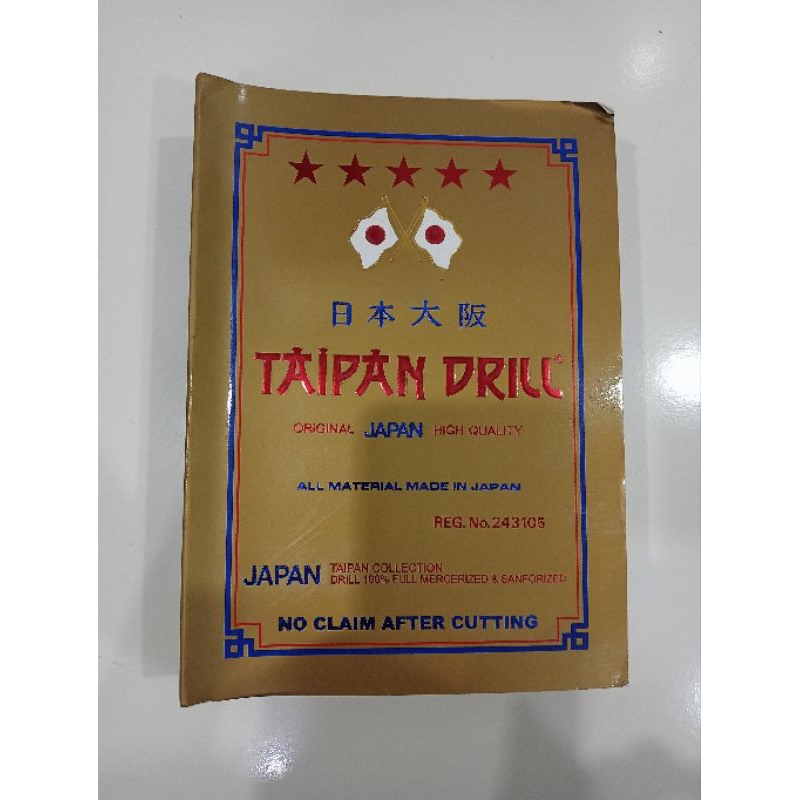 日本大阪
TAIPAN DRILL
ORIGINAL JAPAN HIGH QUALITY
ALL MATERIAL MADE IN JAPAN
REG. No. 243105
JAPAN TAIPAN COLLECTION
DRILL 100% FULL MERCERIZED & SANFORIZED
NO CLAIM AFTER CUTTING